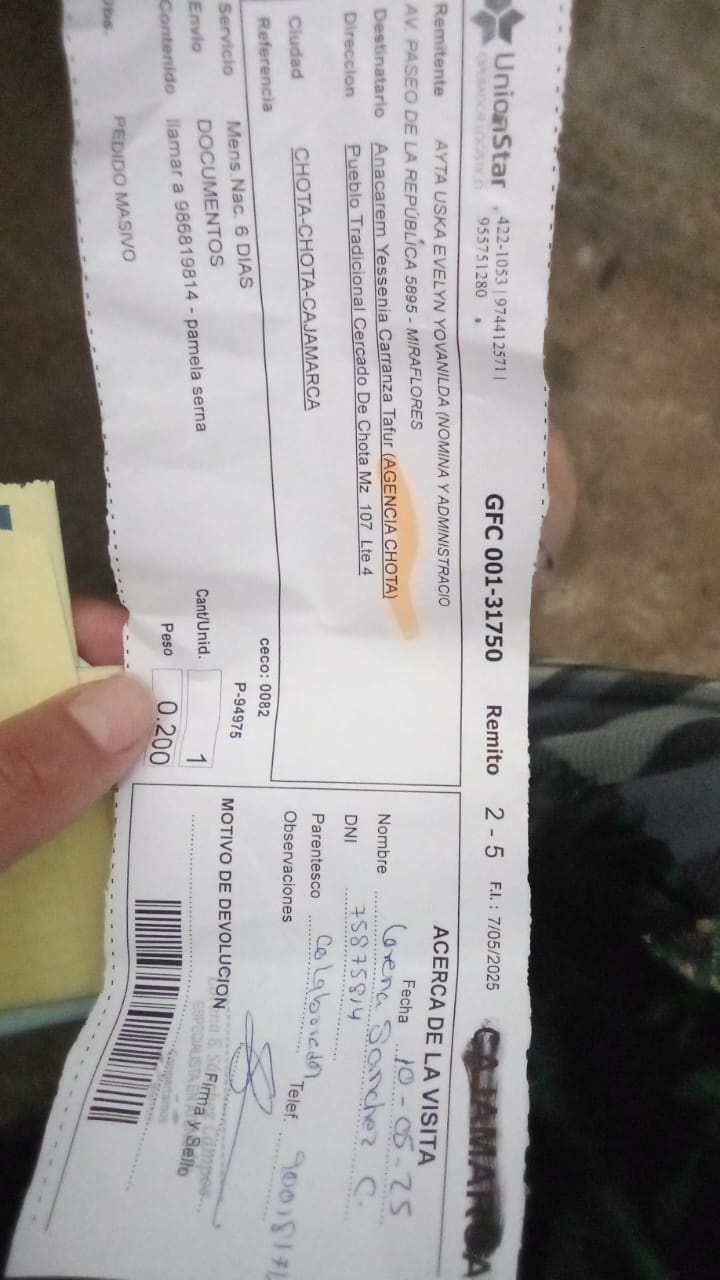 UnionStar
OPERADOR LOGISTICO
422-1053 | 974412571 |
955751280
GFC 001-31750 Remito 2 - 5 F.I.: 7/05/2025
CAJAMARCA
Remitente AYTA USKA EVELYN YOVANILDA (NOMINA Y ADMINISTRACIO
AV. PASEO DE LA REPÚBLICA 5895 - MIRAFLORES
Destinatario Anacarem Yessenia Carranza Tafur (AGENCIA CHOTA)
Direccion Pueblo Tradicional Cercado De Chota Mz 107 Lte 4
Ciudad CHOTA-CHOTA-CAJAMARCA
Referencia
ceco: 0082
Servicio Mens.Nac. 6 DIAS P-94975
Envio DOCUMENTOS Cant/Unid. 1
Contenido llamar a 986819814 - pamela serna Peso 0.200
Obs. PEDIDO MASIVO
ACERCA DE LA VISITA
Fecha 10-05-25
Nombre Lorena Sanchez C.
DNI 75875814
Parentesco Colaborador Telef.
Observaciones
MOTIVO DE DEVOLUCION
Firma y Sello